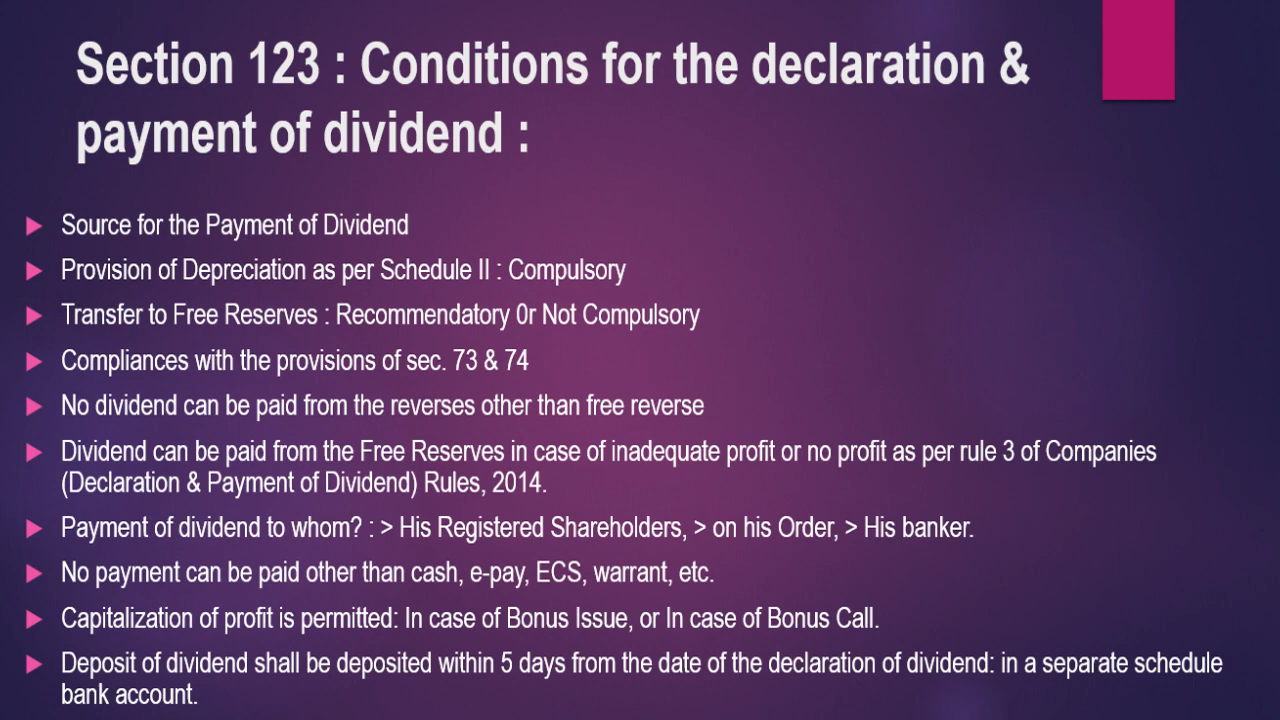 Section 123 : Conditions for the declaration &
payment of dividend :
Source for the Payment of Dividend
Provision of Depreciation as per Schedule II : Compulsory
Transfer to Free Reserves : Recommendatory 0r Not Compulsory
Compliances with the provisions of sec. 73 & 74
No dividend can be paid from the reverses other than free reverse
Dividend can be paid from the Free Reserves in case of inadequate profit or no profit as per rule 3 of Companies
(Declaration & Payment of Dividend) Rules, 2014.
Payment of dividend to whom? : > His Registered Shareholders, > on his Order, > His banker.
No payment can be paid other than cash, e-pay, ECS, warrant, etc.
Capitalization of profit is permitted: In case of Bonus Issue, or In case of Bonus Call.
Deposit of dividend shall be deposited within 5 days from the date of the declaration of dividend: in a separate schedule
bank account.